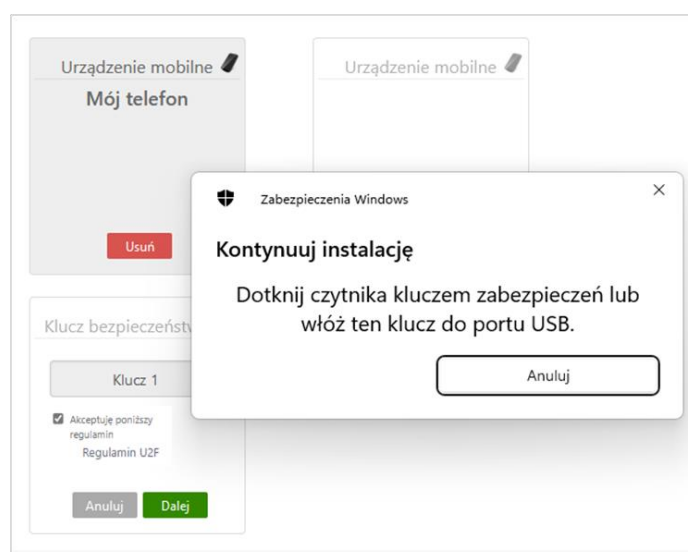 Urządzenie mobilne
Mój telefon
Usuń
Urządzenie mobilne
Zabezpieczenia Windows
Kontynuuj instalację
Dotknij czytnika kluczem zabezpieczeń lub
włóż ten klucz do portu USB.
Anuluj
Klucz
Klucz 1
Akceptuję poniższy
regulamin
Regulamin U2F
Anuluj
Dalej